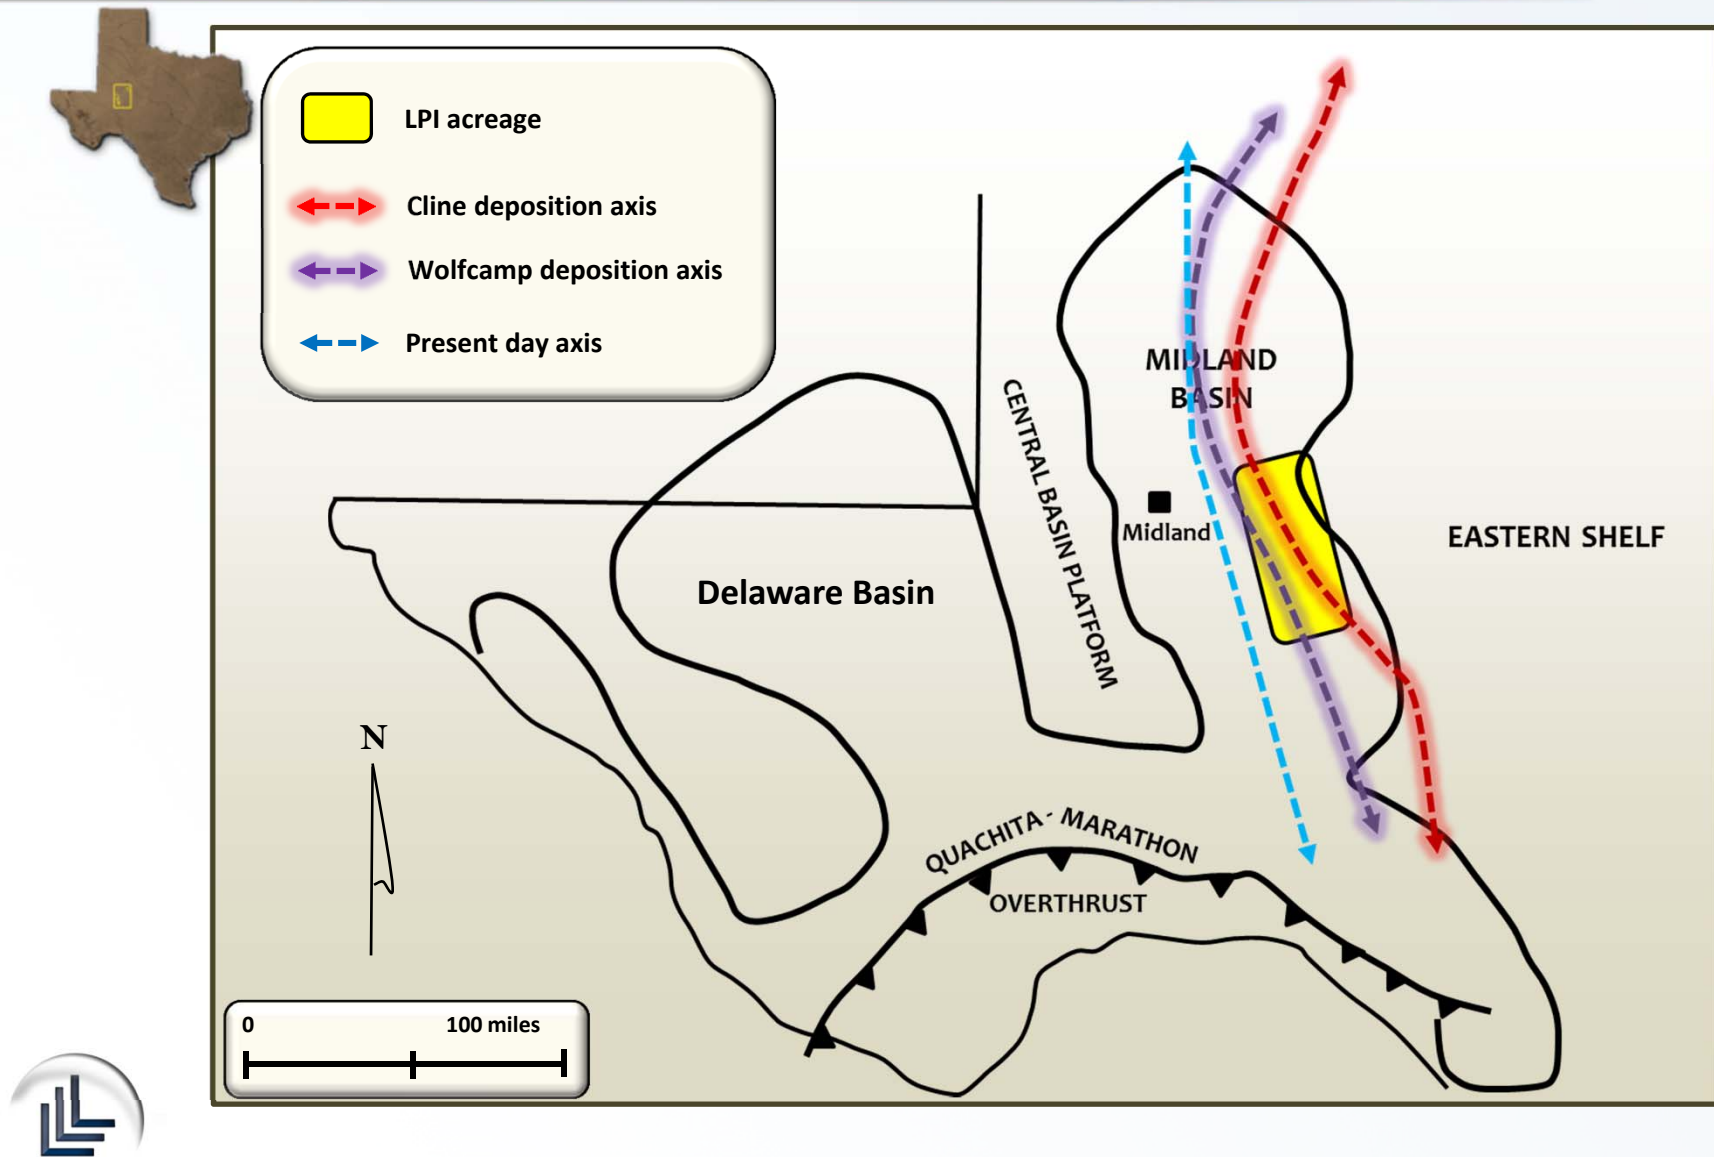 LPI acreage
Cline deposition axis
Wolfcamp deposition axis
Present day axis
MIDLAND
BASIN
CENTRAL BASIN PLATFORM
Midland
EASTERN SHELF
Delaware Basin
N
QUACHITA - MARATHON
OVERTHRUST
0 100 miles